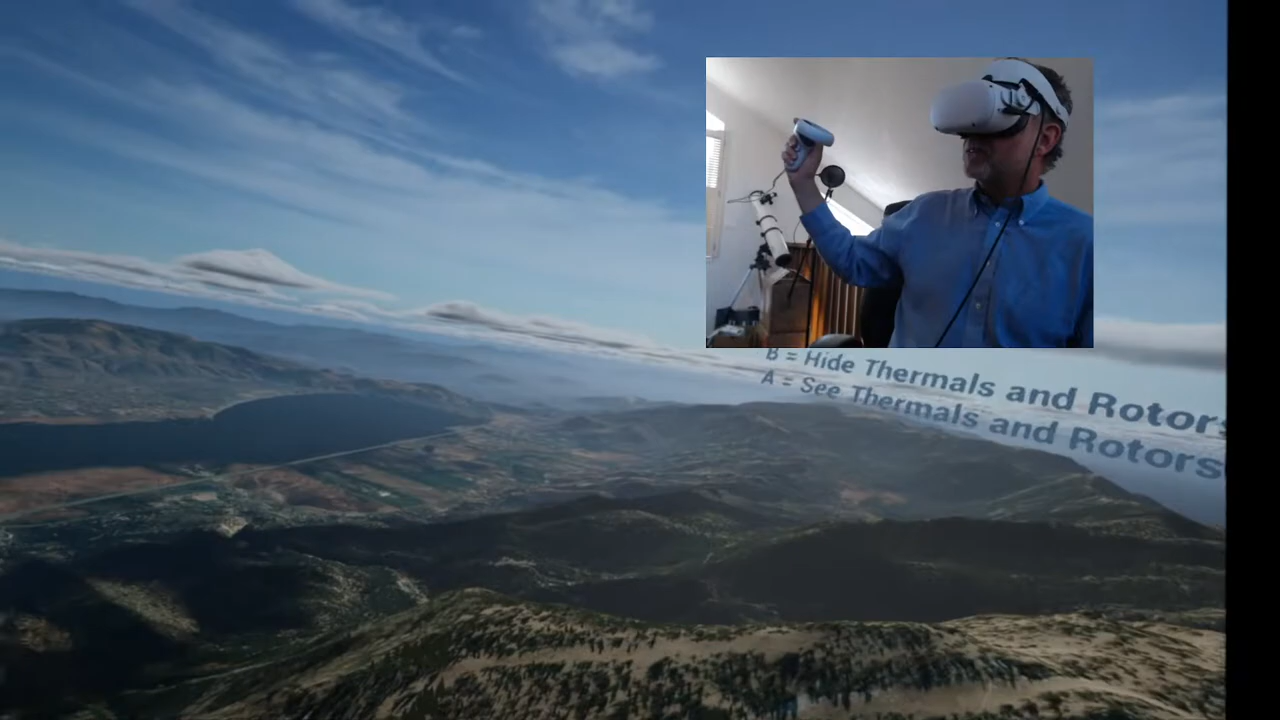 B = Hide Thermals and Rotors
A = See Thermals and Rotors